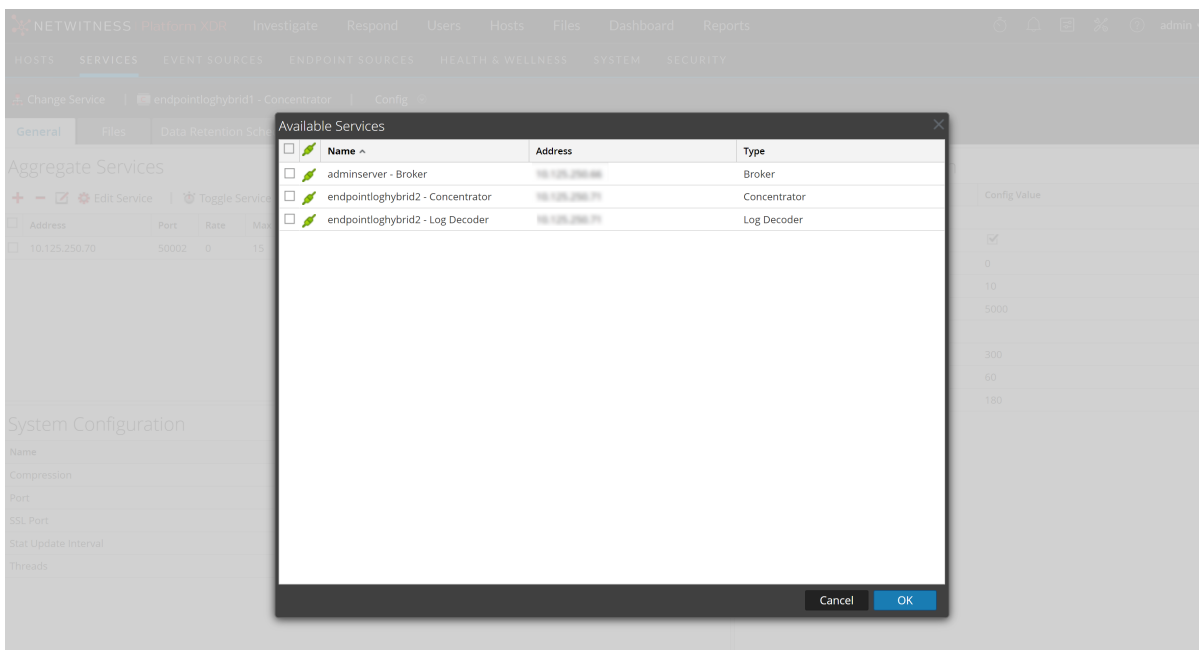 NETWITNESS Platform XDR Investigate Respond Users Hosts Files Dashboard Reports admin
HOSTS SERVICES EVENT SOURCES ENDPOINT SOURCES HEALTH & WELLNESS SYSTEM SECURITY
Change Service | endpointloghybrid1 - Concentrator | Config
General Files Data Retention Sche
Available Services
Aggregate Services
Edit Service | Toggle Service
Address Port Rate Max
10.125.250.70 50002 0 15
Name Address Type
adminserver - Broker Broker
endpointloghybrid2 - Concentrator Concentrator
endpointloghybrid2 - Log Decoder Log Decoder
Config Value
0
10
5000
300
60
180
System Configuration
Name
Compression
Port
SSL Port
Stat Update Interval
Threads
Cancel OK